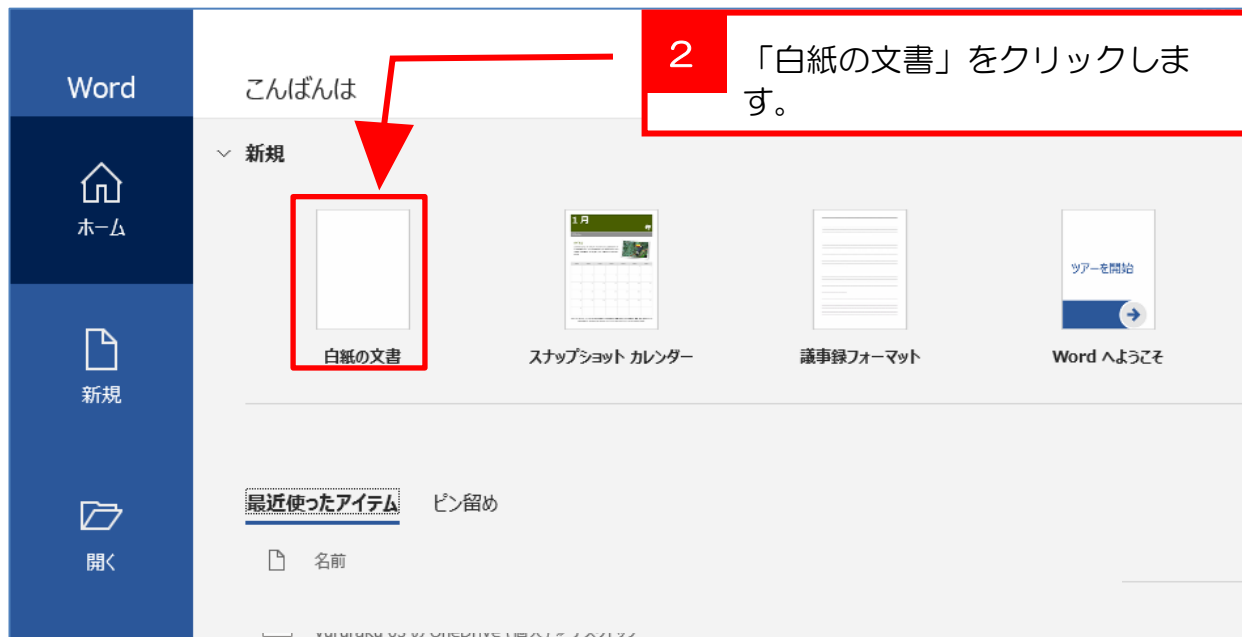 2
「白紙の文書」をクリックしま
す。
Word
こんばんは
ホーム
新規
開く
新規
1月
ツアーを開始
白紙の文書
スナップショット カレンダー
議事録フォーマット
Word へようこそ
最近使ったアイテム
ピン留め
名前